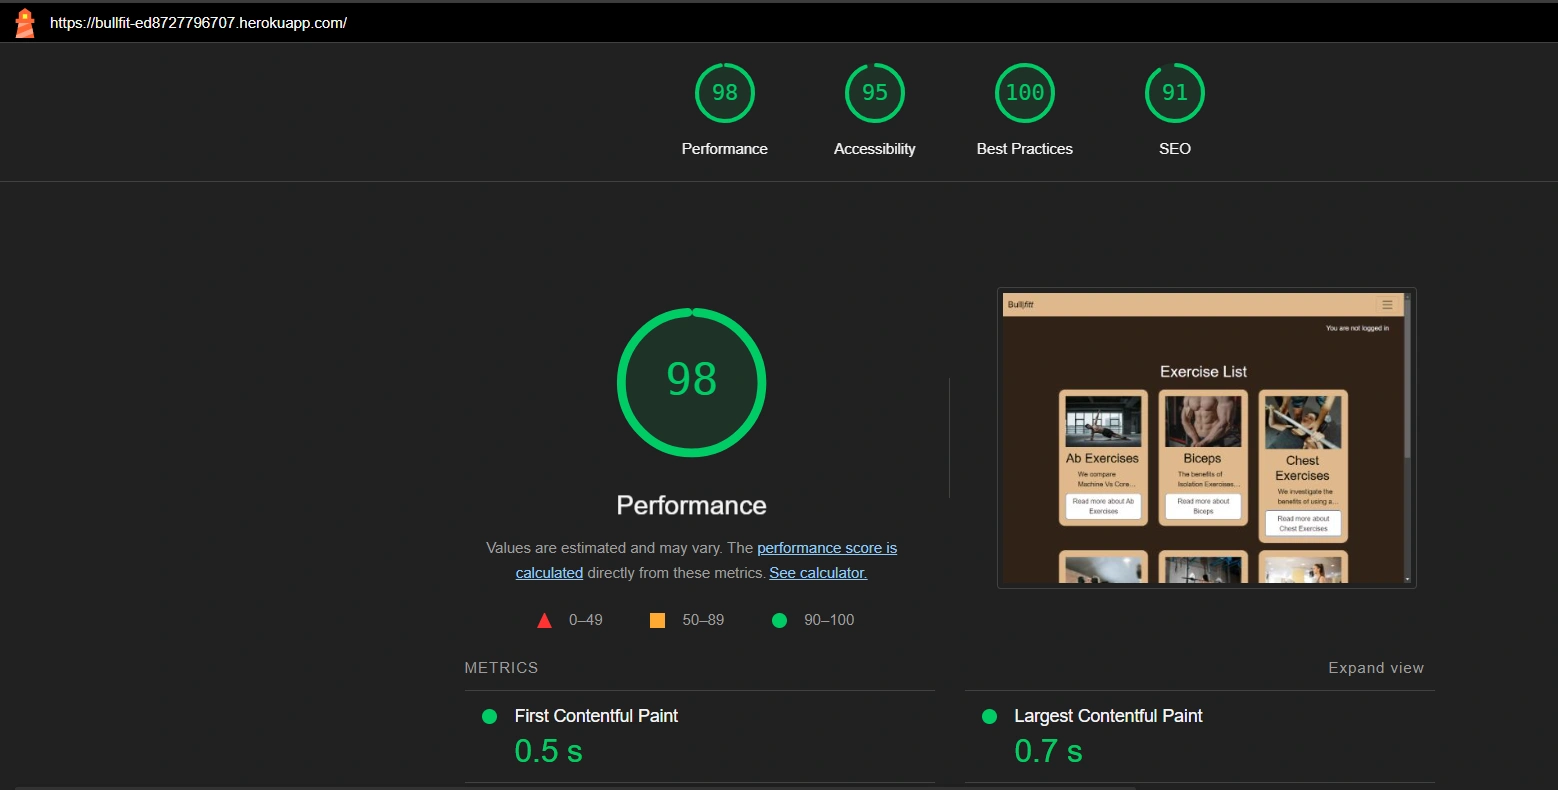 https://bullfit-ed8727796707.herokuapp.com/
98
95
100
91
Performance
Accessibility
Best Practices
SEO
98
Performance
Values are estimated and may vary. The performance score is
calculated directly from these metrics. See calculator.
0–49
50–89
90–100
Bull|fitt
You are not logged in
Exercise List
Ab Exercises
We compare
Machine Vs Core...
Read more about Ab
Exercises
Biceps
The benefits of
Isolation Exercises...
Read more about
Biceps
Chest
Exercises
We investigate the
benefits of using a...
Read more about
Chest Exercises
METRICS
Expand view
First Contentful Paint
0.5 s
Largest Contentful Paint
0.7 s